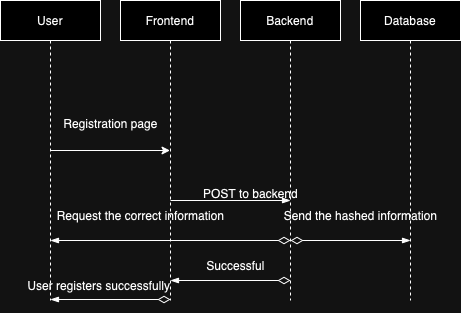 User
Frontend
Backend
Database
Registration page
POST to backend
Request the correct information
Send the hashed information
Successful
User registers successfully